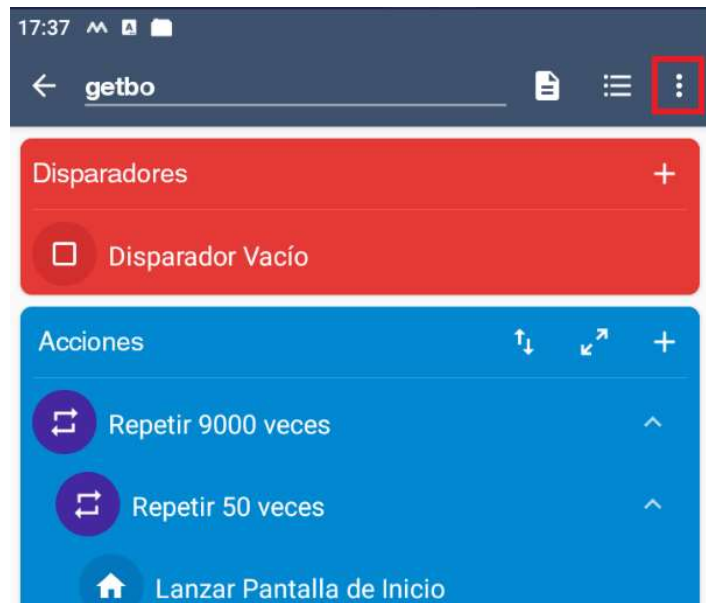 17:37
getbo
Disparadores
Disparador Vacío
Acciones
Repetir 9000 veces
Repetir 50 veces
Lanzar Pantalla de Inicio